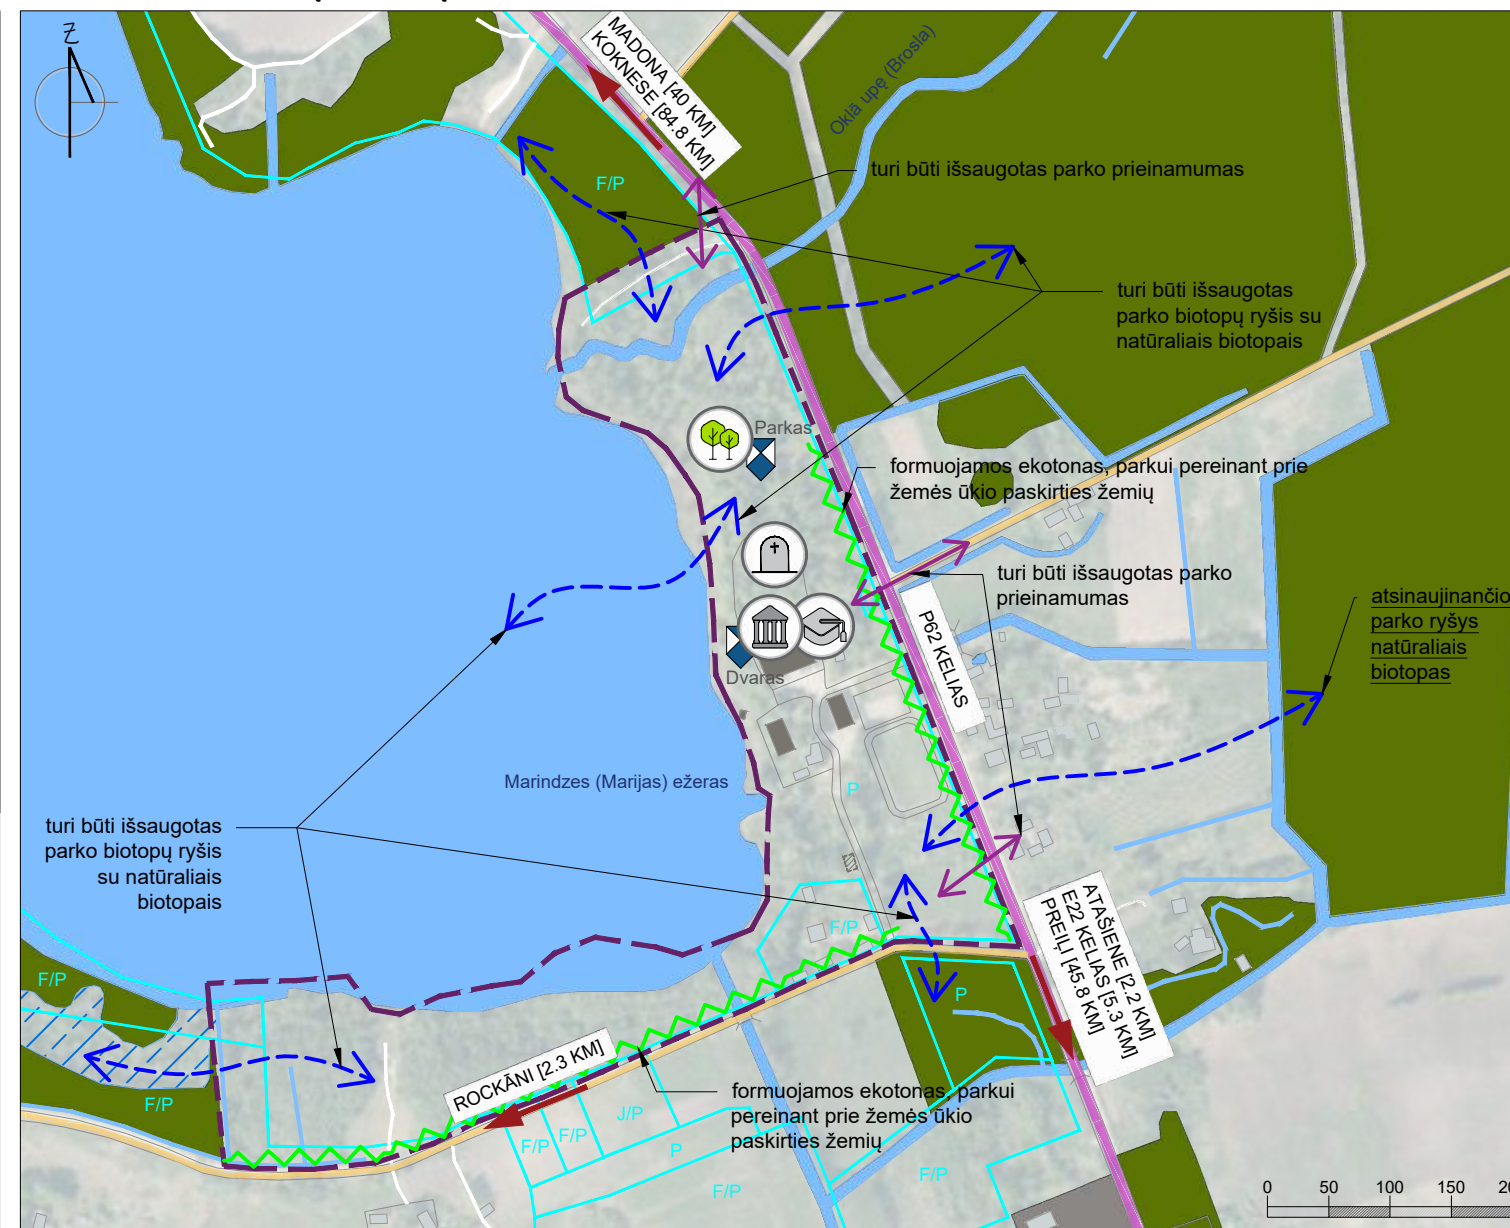 Z
MADONA [40 KM]
KOKNESE [84.8 KM]
Oklā upę (Brosla)
turi būti išsaugotas parko prieinamumas
F/P
turi būti išsaugotas
parko biotopų ryšis su
natūraliais biotopais
Parkas
formuojamos ekotonas, parkui pereinant prie
žemės ūkio paskirties žemių
turi būti išsaugotas parko
prieinamumas
atsinaujinančio
parko ryšys
natūraliais
biotopas
P62 KELIAS
Dvaras
Marindzes (Marijas) ežeras
P
turi būti išsaugotas
parko biotopų ryšis
su natūraliais
biotopais
F/P
ATAŠIENE [2.2 KM]
E22 KELIAS [5.3 KM]
PREIĻI [45.8 KM]
F/P
P
ROCKĀNI [2.3 KM]
F/P
formuojamos ekotonas, parkui
pereinant prie žemės ūkio
paskirties žemių
J/P
F/P
F/P
P
F/P
F/P
0 50 100 150